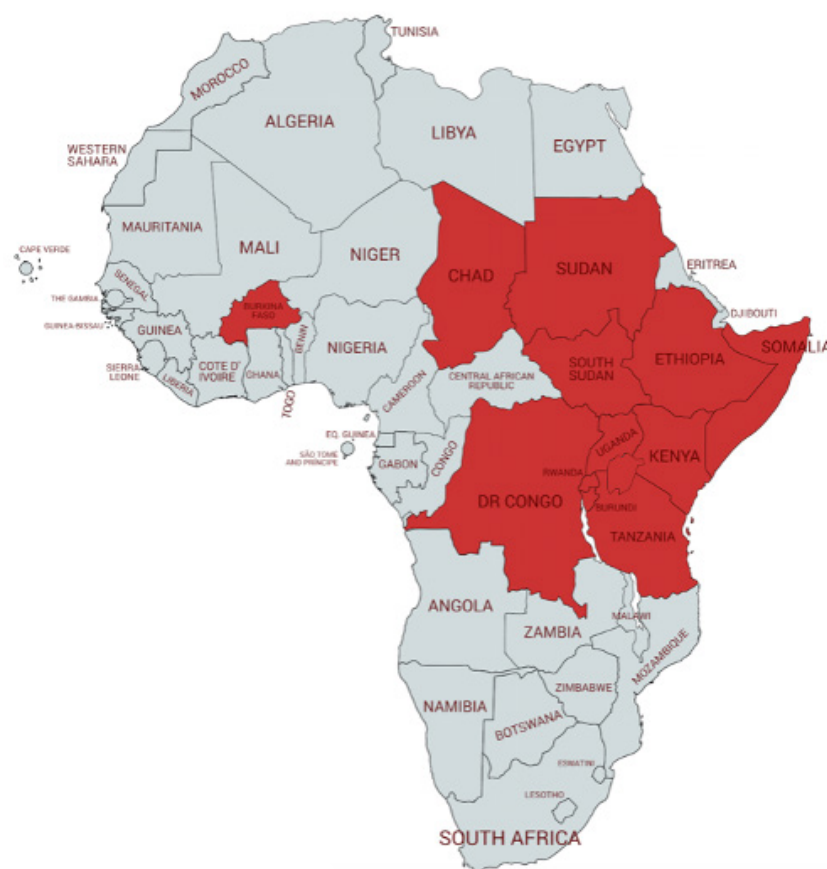 TUNISIA
MOROCCO
ALGERIA
LIBYA
EGYPT
WESTERN
SAHARA
MAURITANIA
MALI
NIGER
CHAD
SUDAN
ERITREA
CAPE VERDE
SENEGAL
THE GAMBIA
GUINEA-BISSAU
GUINEA
BURKINA
FASO
BENIN
NIGERIA
DJIBOUTI
SOMALIA
ETHIOPIA
SOUTH
SUDAN
SIERRA
LEONE
LIBERIA
COTE D'
IVOIRE
GHANA
TOGO
CAMEROON
CENTRAL AFRICAN
REPUBLIC
EQ. GUINEA
SÃO TOMÉ
AND PRÍNCIPE
GABON
CONGO
UGANDA
KENYA
RWANDA
DR CONGO
BURUNDI
TANZANIA
ANGOLA
ZAMBIA
MALAWI
MOZAMBIQUE
NAMIBIA
ZIMBABWE
BOTSWANA
ESWATINI
LESOTHO
SOUTH AFRICA